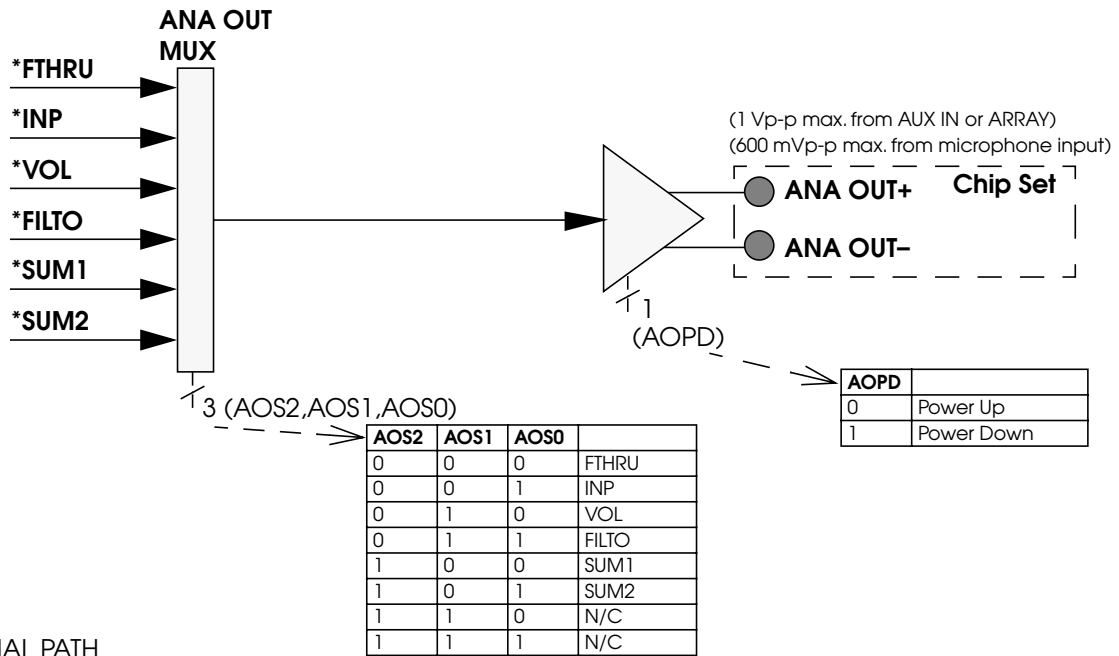 ANA OUT
MUX
*FTHRU
*INP
*VOL
*FILTO
*SUM1
*SUM2
(1 Vp-p max. from AUX IN or ARRAY)
(600 mVp-p max. from microphone input)
Chip Set
ANA OUT+
ANA OUT–
1
(AOPD)
AOPD
0 Power Up
1 Power Down
3 (AOS2,AOS1,AOS0)
AOS2 AOS1 AOS0
0 0 0 FTHRU
0 0 1 INP
0 1 0 VOL
0 1 1 FILTO
1 0 0 SUM1
1 0 1 SUM2
1 1 0 N/C
1 1 1 N/C
PATH